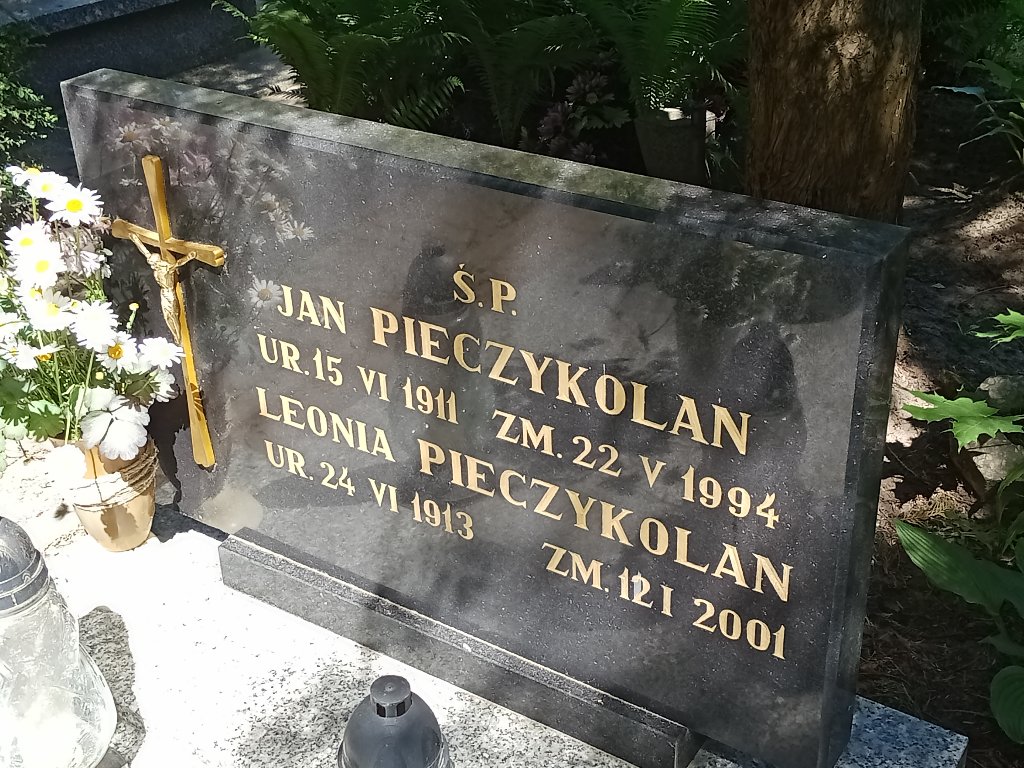 Ś.P.
JAN PIECZYKOLAN
UR. 15 VI 1911 ZM. 22 V 1994
LEONIA PIECZYKOLAN
UR. 24 VI 1913 ZM. 12 I 2001